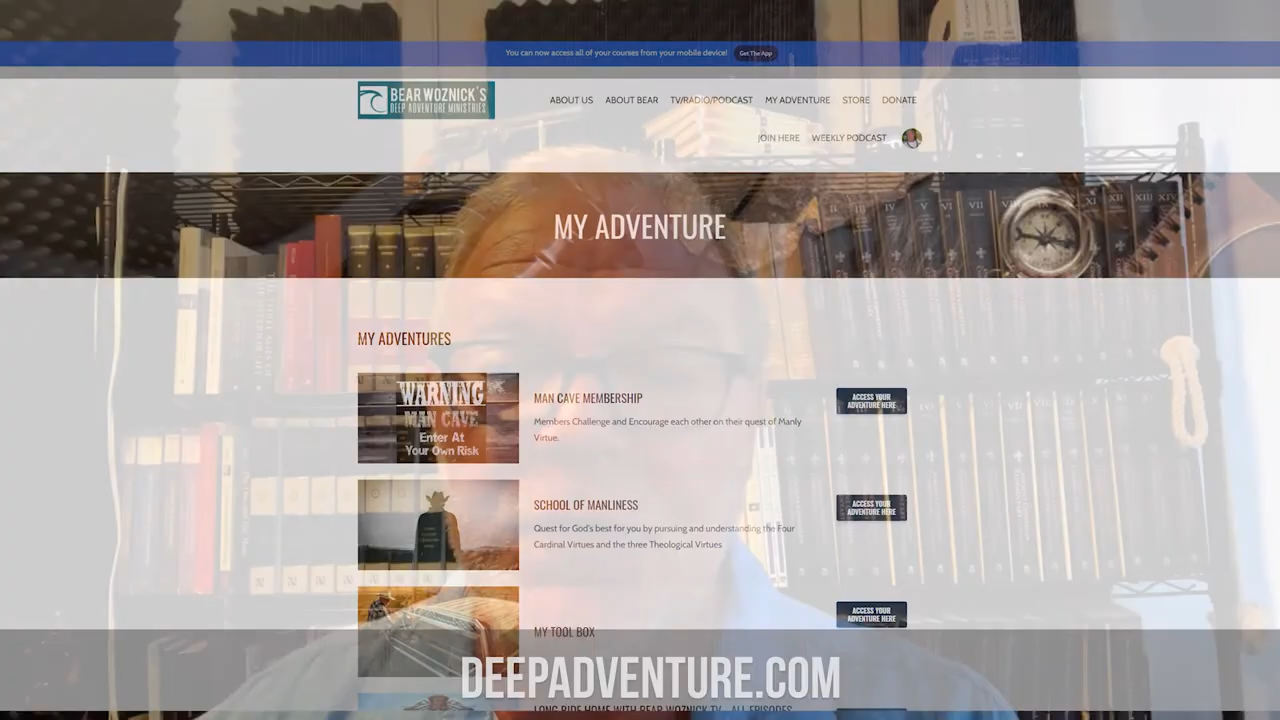 You can now access all of your courses from your mobile device! Get The App
BEAR WOZNICK'S
DEEP ADVENTURE MINISTRIES
ABOUT US ABOUT BEAR TV/RADIO/PODCAST MY ADVENTURE STORE DONATE
JOIN HERE WEEKLY PODCAST
MY ADVENTURE
MY ADVENTURES
WARNING
MAN CAVE
Enter At
Your Own Risk
MAN CAVE MEMBERSHIP
Members Challenge and Encourage each other on their quest of Manly
Virtue.
ACCESS YOUR
ADVENTURE HERE
SCHOOL OF MANLINESS
Quest for God's best for you by pursuing and understanding the Four
Cardinal Virtues and the three Theological Virtues
ACCESS YOUR
ADVENTURE HERE
MY TOOL BOX
ACCESS YOUR
ADVENTURE HERE
DEEPADVENTURE.COM
LONG RIDE HOME WITH BEAR WOZNICK TV - ALL EPISODES